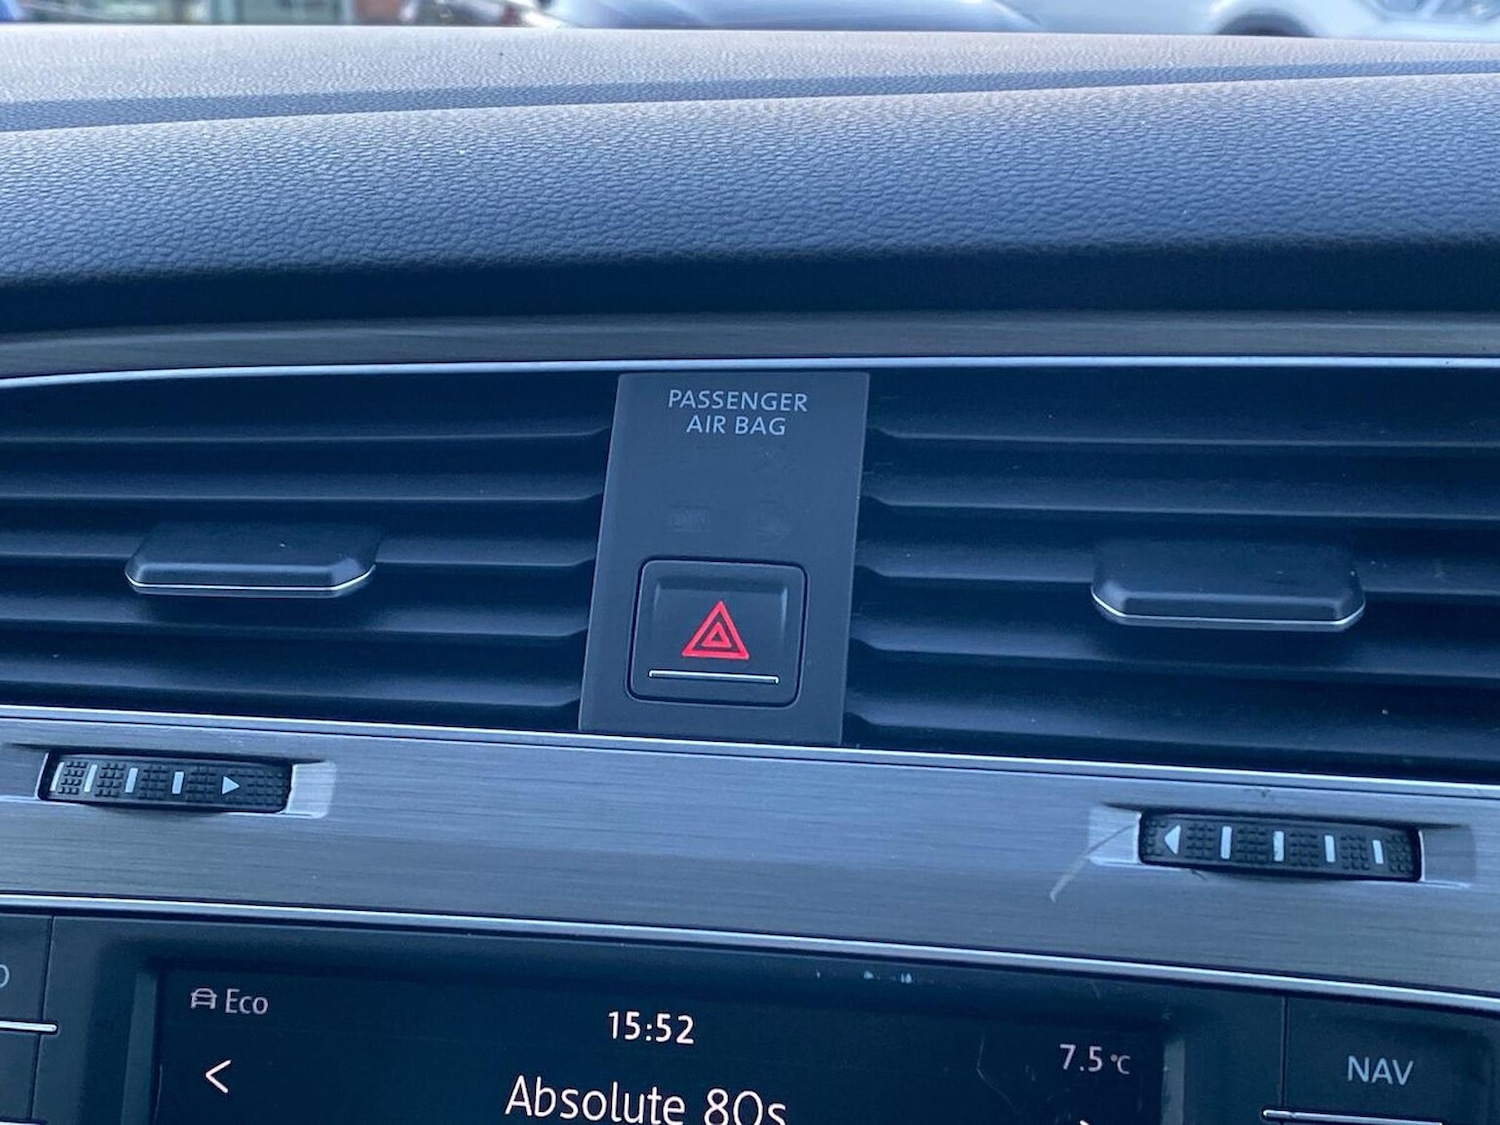 PASSENGER
AIR BAG
Eco
15:52
7.5°C
NAV
Absolute 80s